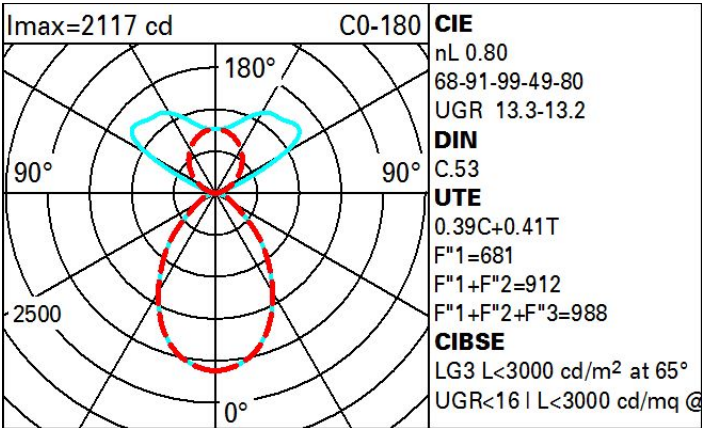 Imax=2117 cd
C0-180
180°
90°
90°
2500
0°
CIE
nL 0.80
68-91-99-49-80
UGR 13.3-13.2
DIN
C.53
UTE
0.39C+0.41T
F"1=681
F"1+F"2=912
F"1+F"2+F"3=988
CIBSE
LG3 L<3000 cd/m² at 65°
UGR<16 | L<3000 cd/mq @